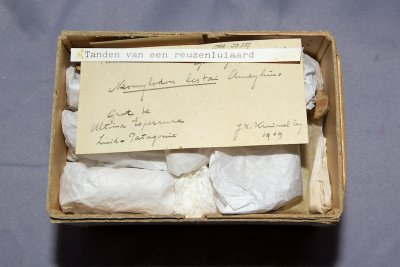 Tanden van een reuzenluiaard
Neomylodon listai Ameghino
Grot te
Ultima Esperanza
Zuid-Patagonie
1909